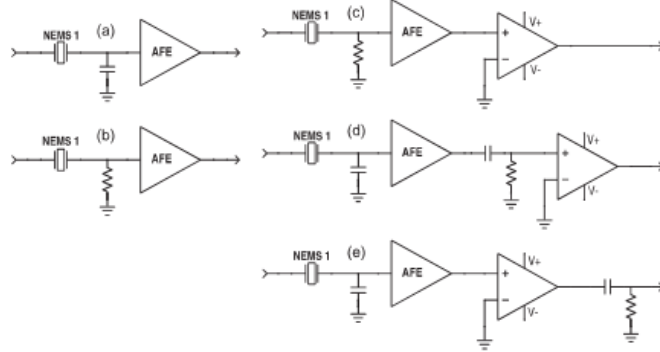 NEMS 1 (a)
AFE
NEMS 1 (b)
AFE
NEMS 1 (c)
AFE
+
-
V+
V-
NEMS 1 (d)
AFE
+
-
V+
V-
NEMS 1 (e)
AFE
+
-
V+
V-